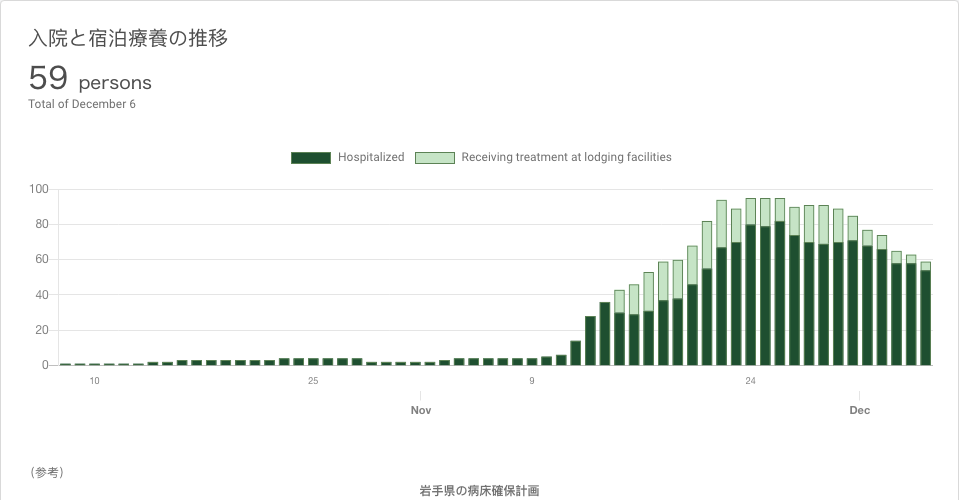 入院と宿泊療養の推移
59 persons
Total of December 6
Hospitalized Receiving treatment at lodging facilities
100
80
60
40
20
0
10 25 9 24
Nov Dec
(参考)
岩手県の病床確保計画